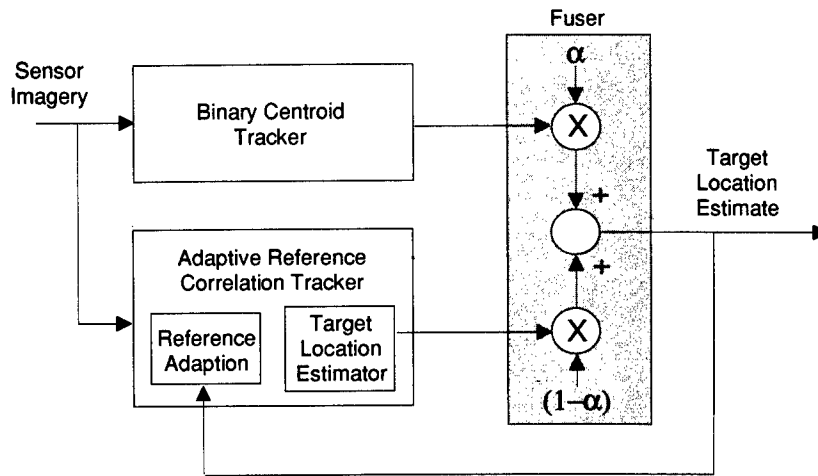 Fuser
α
Sensor
Imagery
Binary Centroid
Tracker
X
Target
Location
Estimate
+
+
Adaptive Reference
Correlation Tracker
Reference
Adaption
Target
Location
Estimator
X
(1-α)